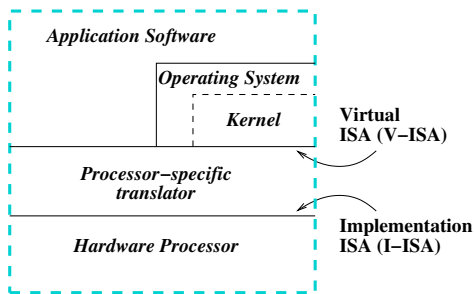 Application Software
Operating System
Kernel
Virtual
ISA (V−ISA)
Processor−specific
translator
Implementation
ISA (I−ISA)
Hardware Processor